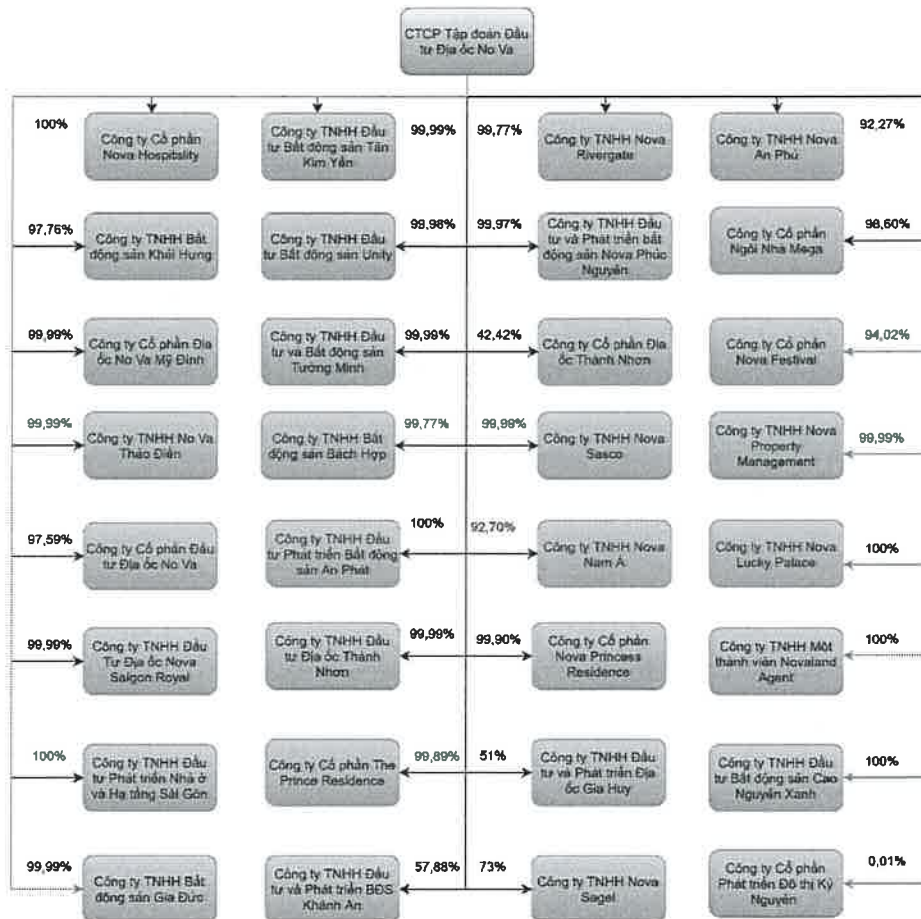 CTCP Tập đoàn Đầu
tư Địa ốc No Va
100%
Công ty Cổ phần
Nova Hospitality
Công ty TNHH Đầu
tư Bất động sản Tân
Kim Yến
99,99%
99,77%
Công ty TNHH Nova
Rivergate
Công ty TNHH Nova
An Phú
92,27%
97,76%
Công ty TNHH Bất
động sản Khải Hưng
Công ty TNHH Đầu
tư Bất động sản Unity
99,98%
99,97%
Công ty TNHH Đầu
tư và Phát triển bất
động sản Nova Phúc
Nguyên
Công ty Cổ phần
Ngôi Nhà Mega
98,60%
99,99%
Công ty Cổ phần Địa
ốc No Va Mỹ Đình
Công ty TNHH Đầu
tư và Bất động sản
Tường Minh
99,99%
42,42%
Công ty Cổ phần Địa
ốc Thành Nhơn
Công ty Cổ phần
Nova Festival
94,02%
99,99%
Công ty TNHH No Va
Thảo Điền
Công ty TNHH Bất
động sản Bách Hợp
99,77%
99,98%
Công ty TNHH Nova
Sasco
Công ty TNHH Nova
Property
Management
99,99%
97,59%
Công ty Cổ phần Đầu
tư Địa ốc No Va
Công ty TNHH Đầu
tư Phát triển Bất động
sản An Phát
100%
92,70%
Công ty TNHH Nova
Nam Á
Công ty TNHH Nova
Lucky Palace
100%
99,99%
Công ty TNHH Đầu
Tư Địa ốc Nova
Saigon Royal
Công ty TNHH Đầu
tư Địa ốc Thành
Nhơn
99,99%
99,90%
Công ty Cổ phần
Nova Princess
Residence
Công ty TNHH Một
thành viên Novaland
Agent
100%
100%
Công ty TNHH Đầu
tư Phát triển Nhà ở
và Hạ tầng Sài Gòn
Công ty Cổ phần The
Prince Residence
99,89%
51%
Công ty TNHH Đầu
tư và Phát triển Địa
ốc Gia Huy
Công ty TNHH Đầu
tư Bất động sản Cao
Nguyên Xanh
100%
99,99%
Công ty TNHH Bất
động sản Gia Đức
Công ty TNHH Đầu
tư và Phát triển BĐS
Khánh An
57,88%
73%
Công ty TNHH Nova
Sagel
Công ty Cổ phần
Phát triển Đô thị Kỷ
Nguyên
0,01%